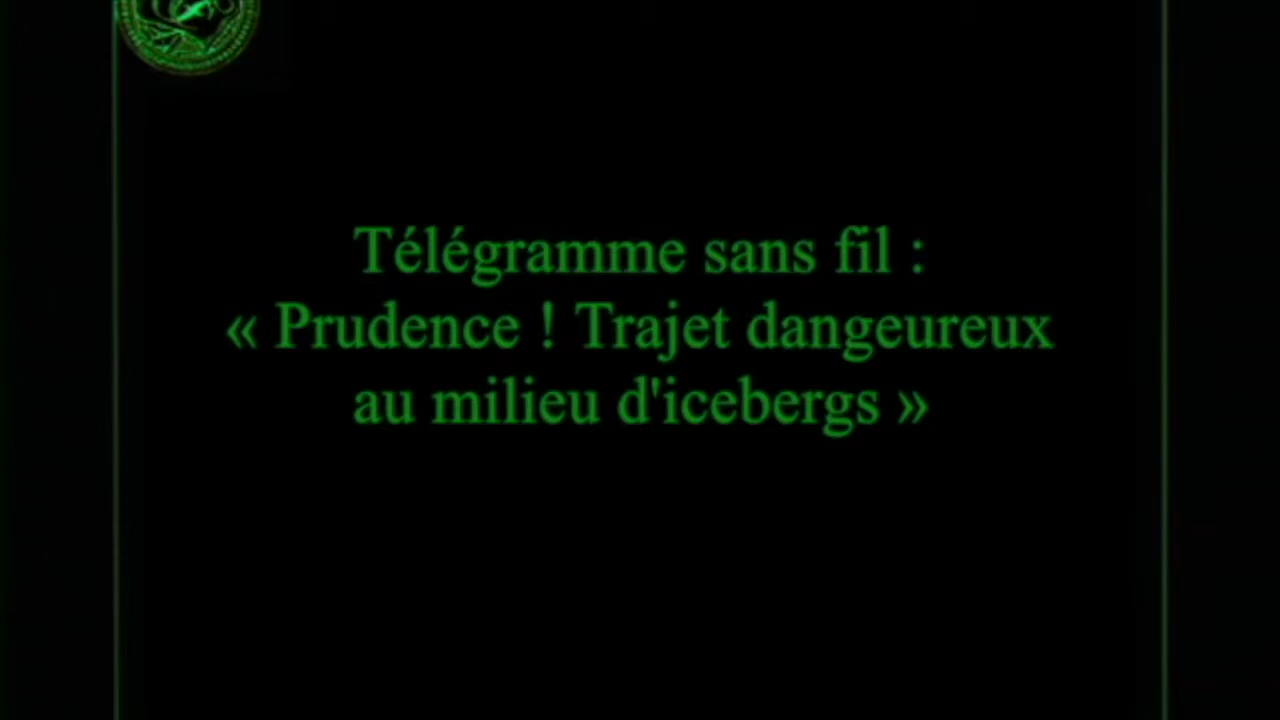 Télégramme sans fil :
« Prudence ! Trajet dangeureux
au milieu d'icebergs »